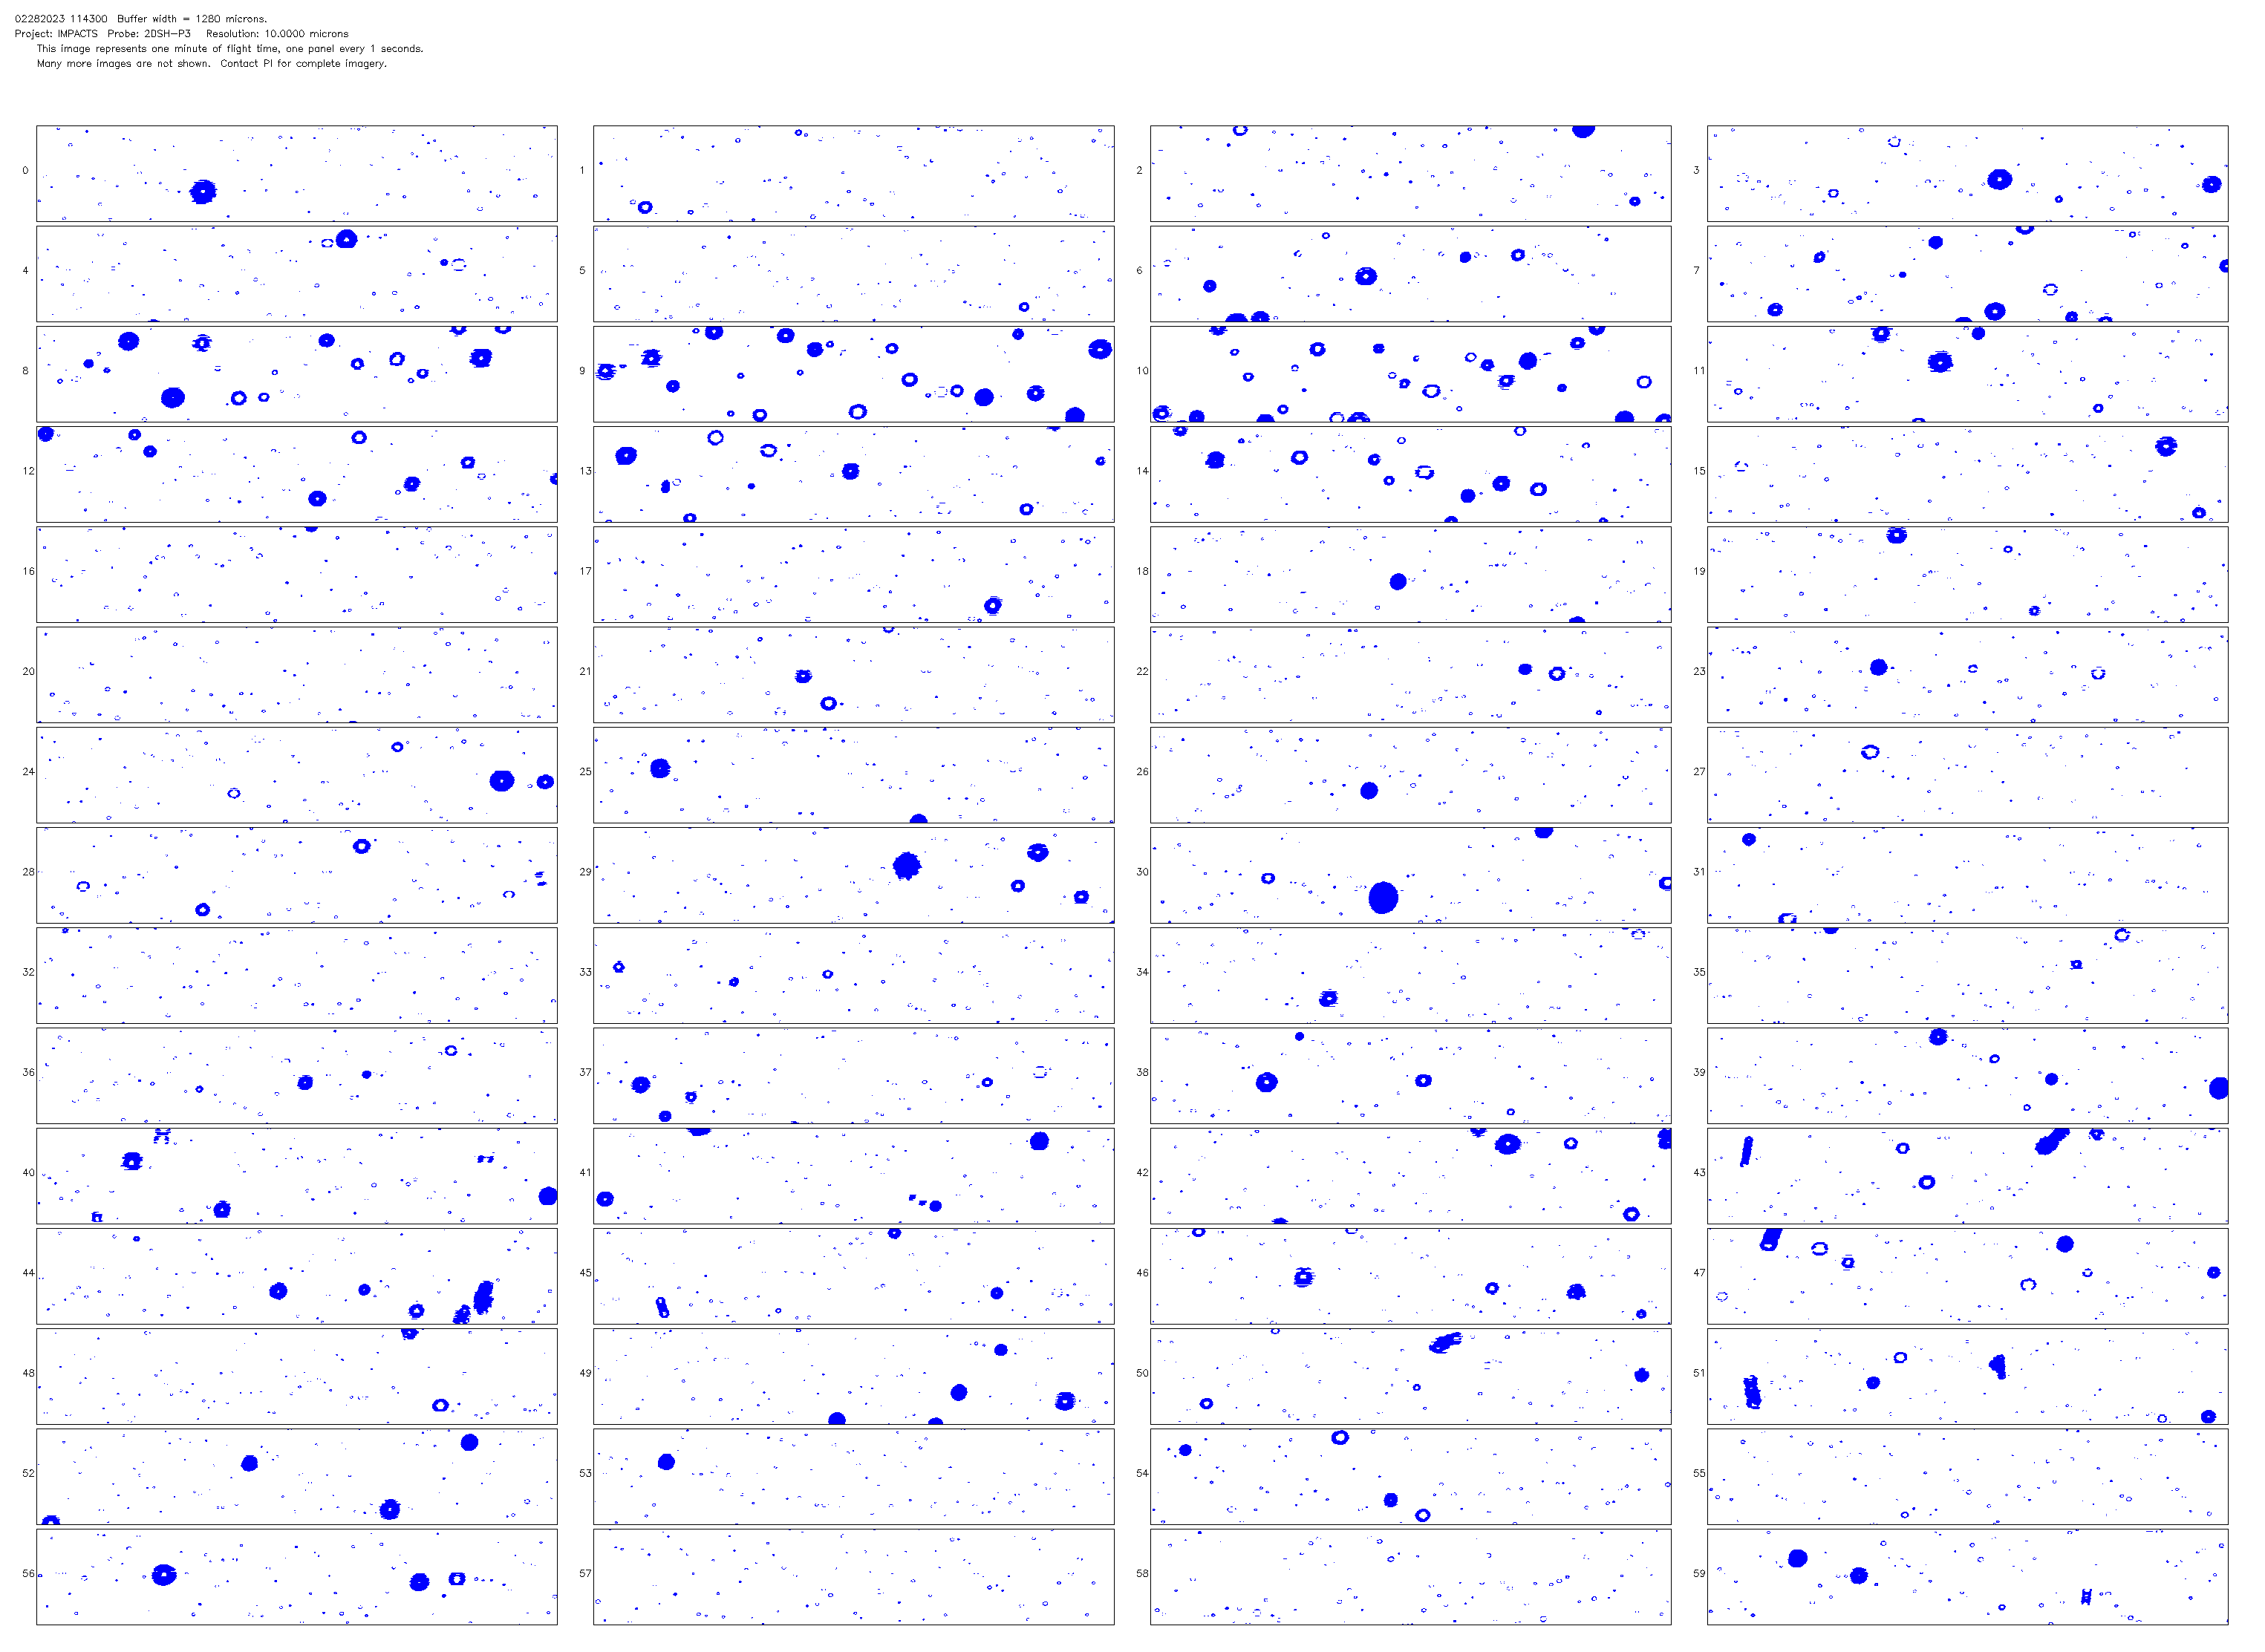 02282023 114300  Buffer width = 1280 microns.
Project: IMPACTS  Probe: 2DSH-P3   Resolution: 10.0000 microns
This image represents one minute of flight time, one panel every 1 seconds.
Many more images are not shown.  Contact PI for complete imagery.
0 1 2 3
4 5 6 7
8 9 10 11
12 13 14 15
16 17 18 19
20 21 22 23
24 25 26 27
28 29 30 31
32 33 34 35
36 37 38 39
40 41 42 43
44 45 46 47
48 49 50 51
52 53 54 55
56 57 58 59